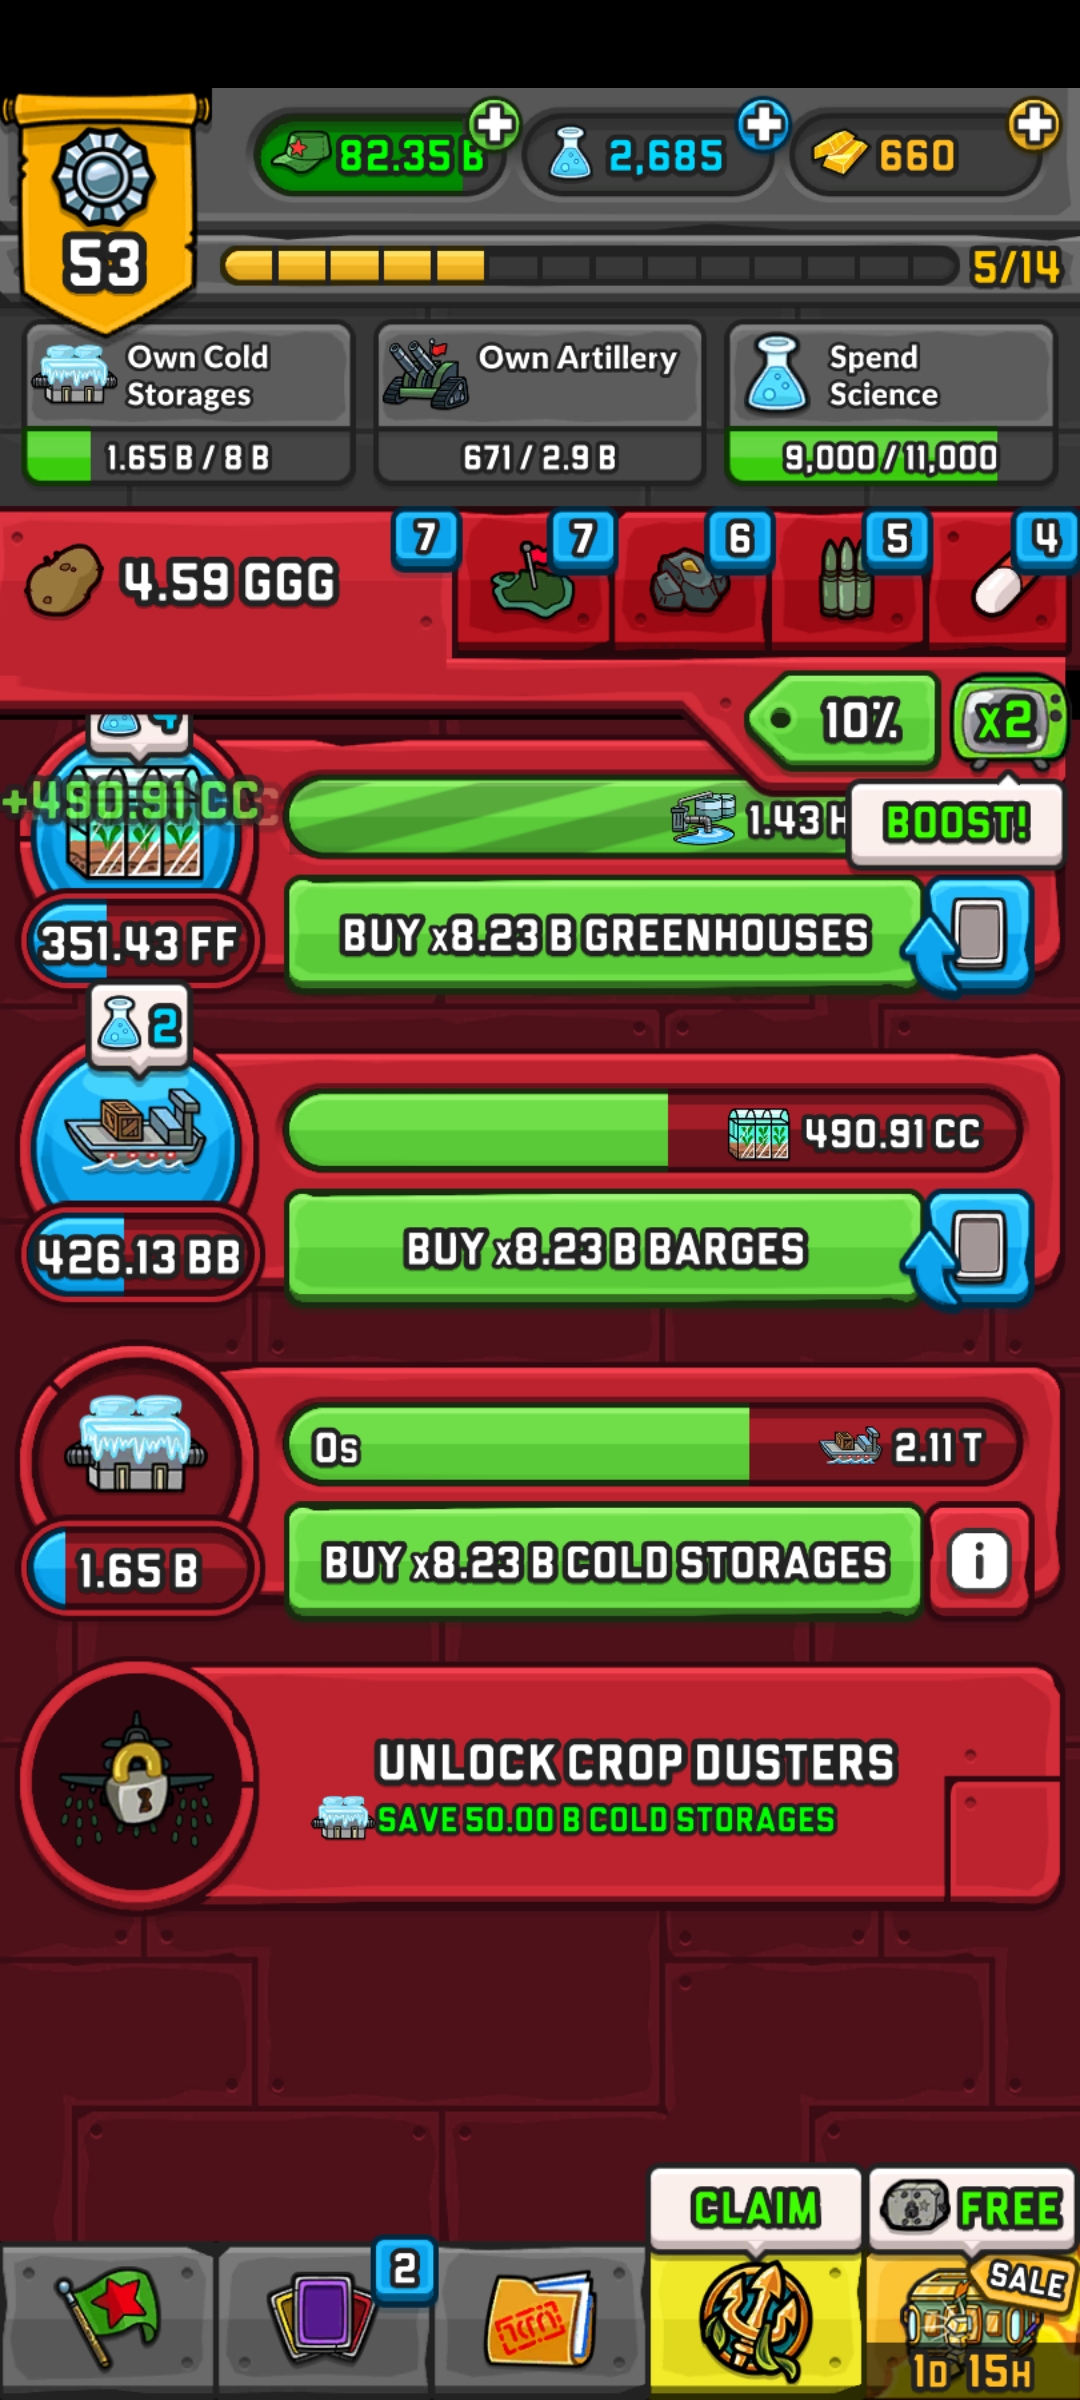 82.35 B
2,685
660
53
5/14
Own Cold
Storages
1.65 B / 8 B
Own Artillery
671 / 2.9 B
Spend
Science
9,000 / 11,000
4.59 GGG
7
7
6
5
4
10%
x2
BOOST!
4
+490.91 CC
1.43 H
351.43 FF
BUY x8.23 B GREENHOUSES
2
490.91 CC
426.13 BB
BUY x8.23 B BARGES
0s
2.11 T
1.65 B
BUY x8.23 B COLD STORAGES
i
UNLOCK CROP DUSTERS
SAVE 50.00 B COLD STORAGES
CLAIM
FREE
2
SALE
1D 15H